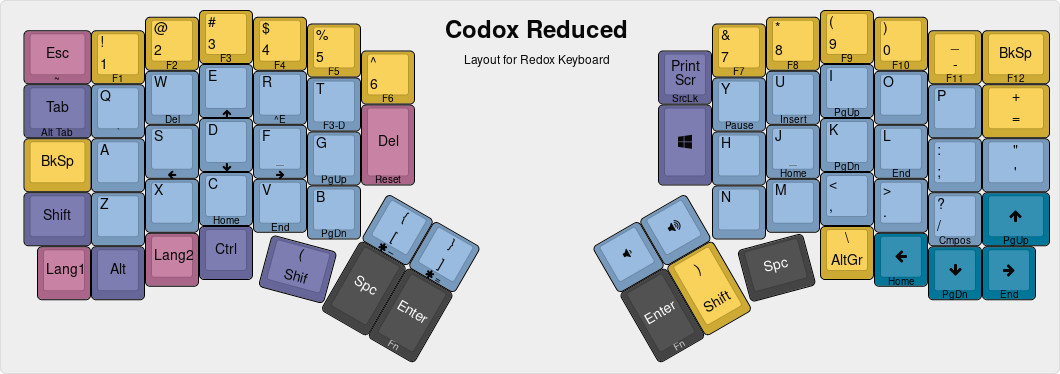 Codox Reduced
Layout for Redox Keyboard
Esc
~
!
1
F1
@
2
F2
#
3
F3
$
4
F4
%
5
F5
^
6
F6
Tab
Alt Tab
Q
`
W
Del
E
R
^E
T
F3-D
Del
Reset
BkSp
A
S
D
F
_
G
PgUp
Shift
Z
X
C
Home
V
End
B
PgDn
Lang1
Alt
Lang2
Ctrl
(
Shif
{
[
*_
}
]
*_
Spc
Enter
Fn
Print
Scr
SrcLk
&
7
F7
*
8
F8
(
9
F9
)
0
F10
_
-
F11
BkSp
F12
Y
Pause
U
Insert
I
PgUp
O
P
+
=
H
J
_
Home
K
PgDn
L
End
:
;
"
'
N
M
<
,
>
.
?
/
Cmpos
PgUp
Spc
\
AltGr
Home
PgDn
End
Enter
Fn
)
Shift